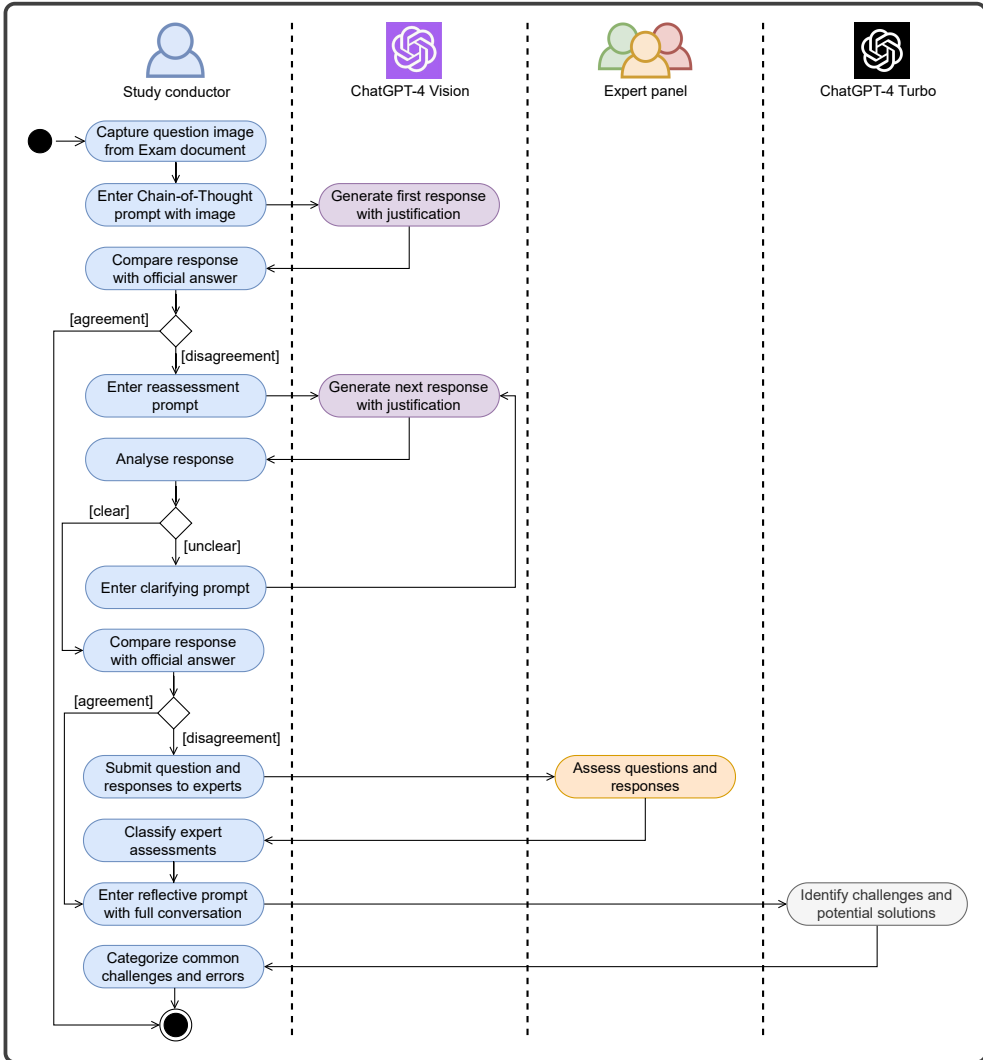 Study conductor
ChatGPT-4 Vision
Expert panel
ChatGPT-4 Turbo
Capture question image
from Exam document
Enter Chain-of-Thought
prompt with image
Generate first response
with justification
Compare response
with official answer
[agreement]
[disagreement]
Enter reassessment
prompt
Generate next response
with justification
Analyse response
[clear]
[unclear]
Enter clarifying prompt
Compare response
with official answer
[agreement]
[disagreement]
Submit question and
responses to experts
Assess questions and
responses
Classify expert
assessments
Enter reflective prompt
with full conversation
Identify challenges and
potential solutions
Categorize common
challenges and errors